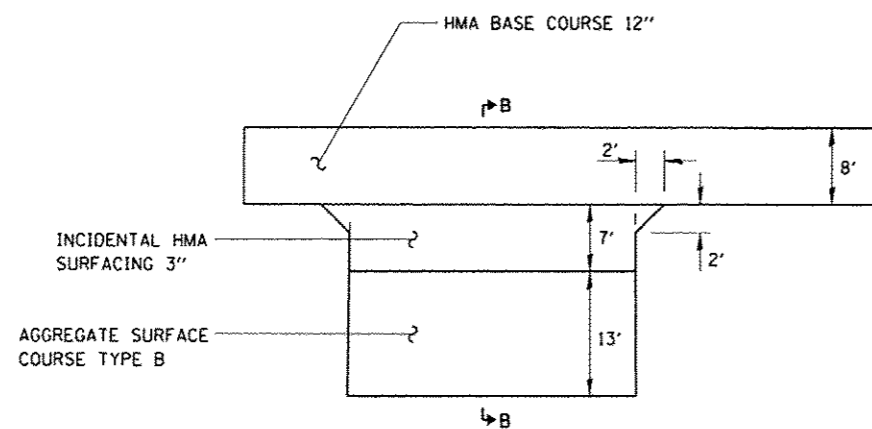 HMA BASE COURSE 12"
B
2'
8'
INCIDENTAL HMA
SURFACING 3"
7'
2'
AGGREGATE SURFACE
COURSE TYPE B
13'
B